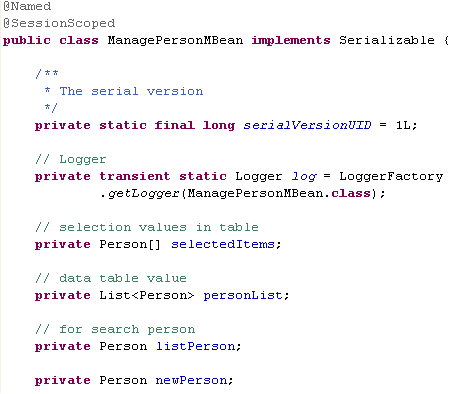 @Named
@SessionScoped
public class ManagePersonMBean implements Serializable {
/**
* The serial version
*/
private static final long serialVersionUID = 1L;
// Logger
private transient static Logger log = LoggerFactory
.getLogger(ManagePersonMBean.class);
// selection values in table
private Person[] selectedItems;
// data table value
private List<Person> personList;
// for search person
private Person listPerson;
private Person newPerson;